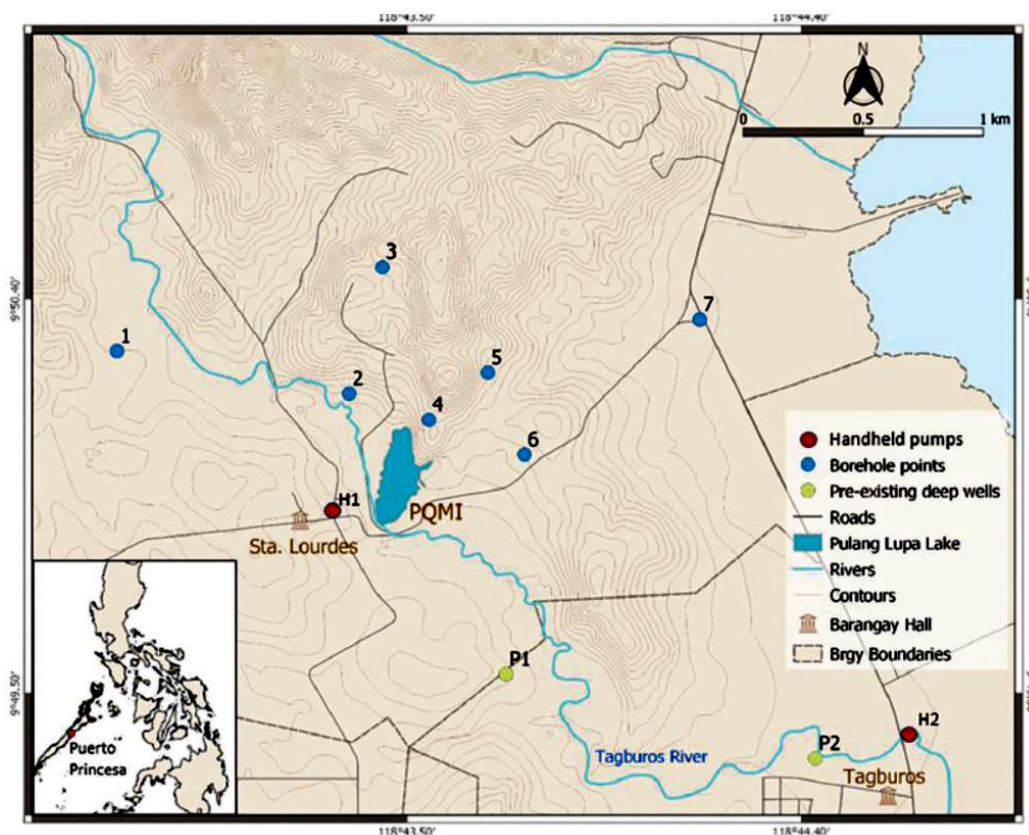 118°43.50'
118°44.40'
N
0
0.5
1 km
3
9°50.40'
7
1
5
2
4
6
Handheld pumps
Borehole points
Pre-existing deep wells
Roads
Pulang Lupa Lake
Rivers
Contours
Barangay Hall
Brgy Boundaries
H1
PQMI
Sta. Lourdes
P1
9°49.50'
H2
Puerto
Princesa
Tagburos River
P2
Tagburos
118°43.50'
118°44.40'